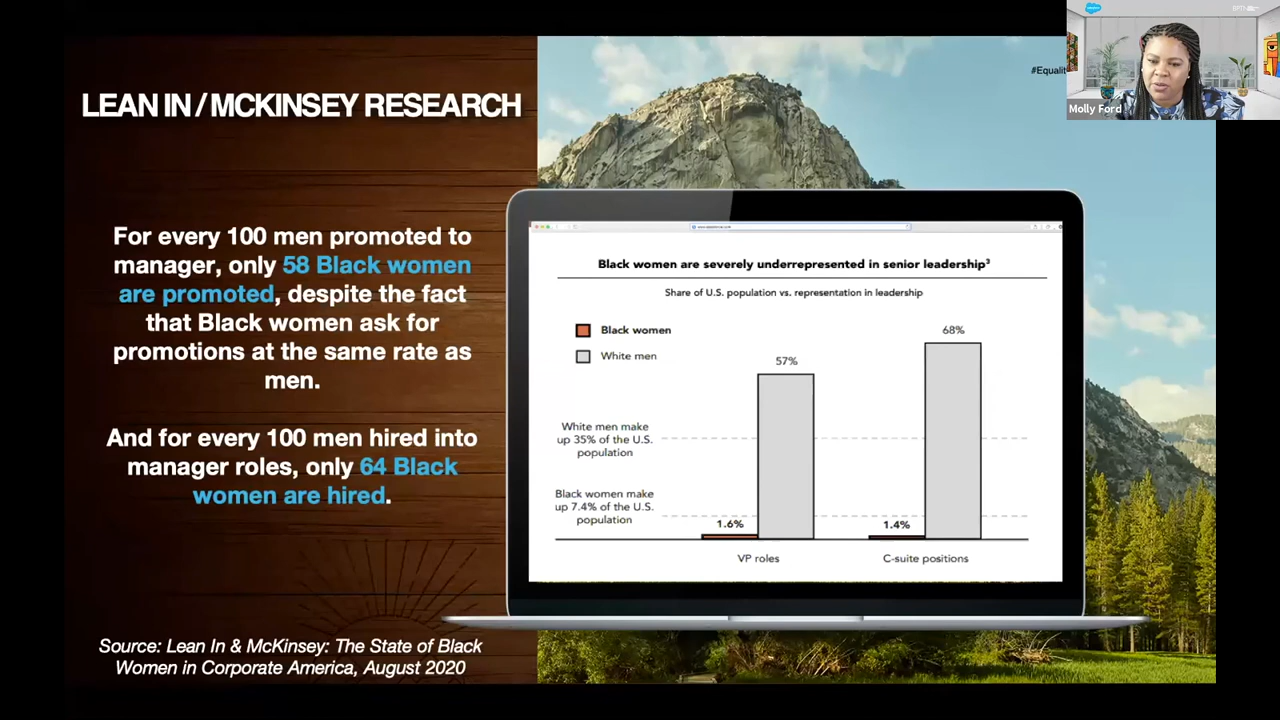 LEAN IN / MCKINSEY RESEARCH
For every 100 men promoted to
manager, only 58 Black women
are promoted, despite the fact
that Black women ask for
promotions at the same rate as
men.
And for every 100 men hired into
manager roles, only 64 Black
women are hired.
Source: Lean In & McKinsey: The State of Black
Women in Corporate America, August 2020
Black women are severely underrepresented in senior leadership³
Share of U.S. population vs. representation in leadership
Black women
White men
57%
68%
White men make
up 35% of the U.S.
population
Black women make
up 7.4% of the U.S.
population
1.6%
1.4%
VP roles
C-suite positions
#Equalit
Molly Ford